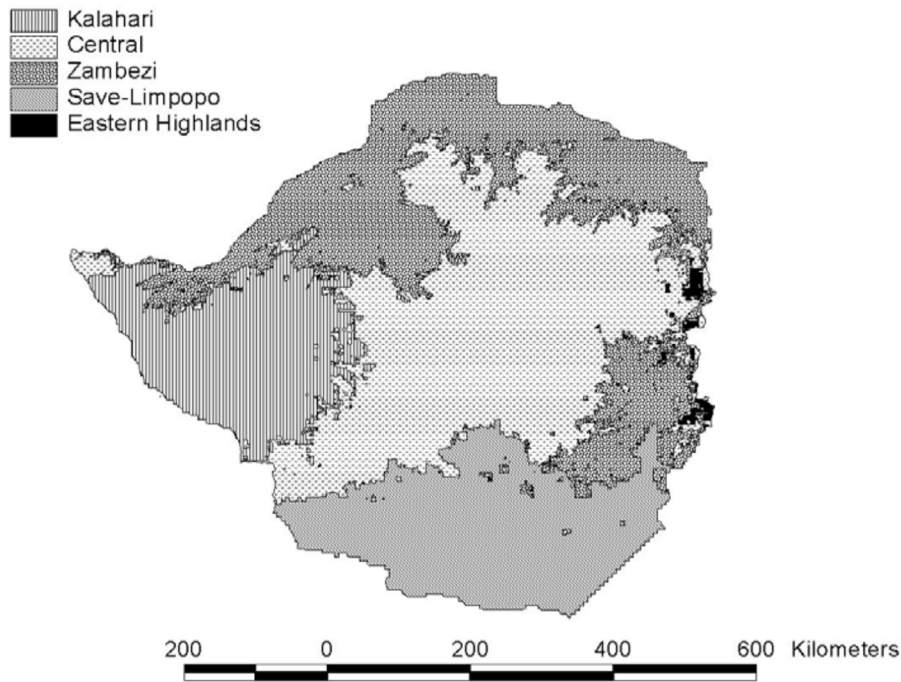 Kalahari
Central
Zambezi
Save-Limpopo
Eastern Highlands
200 0 200 400 600 Kilometers